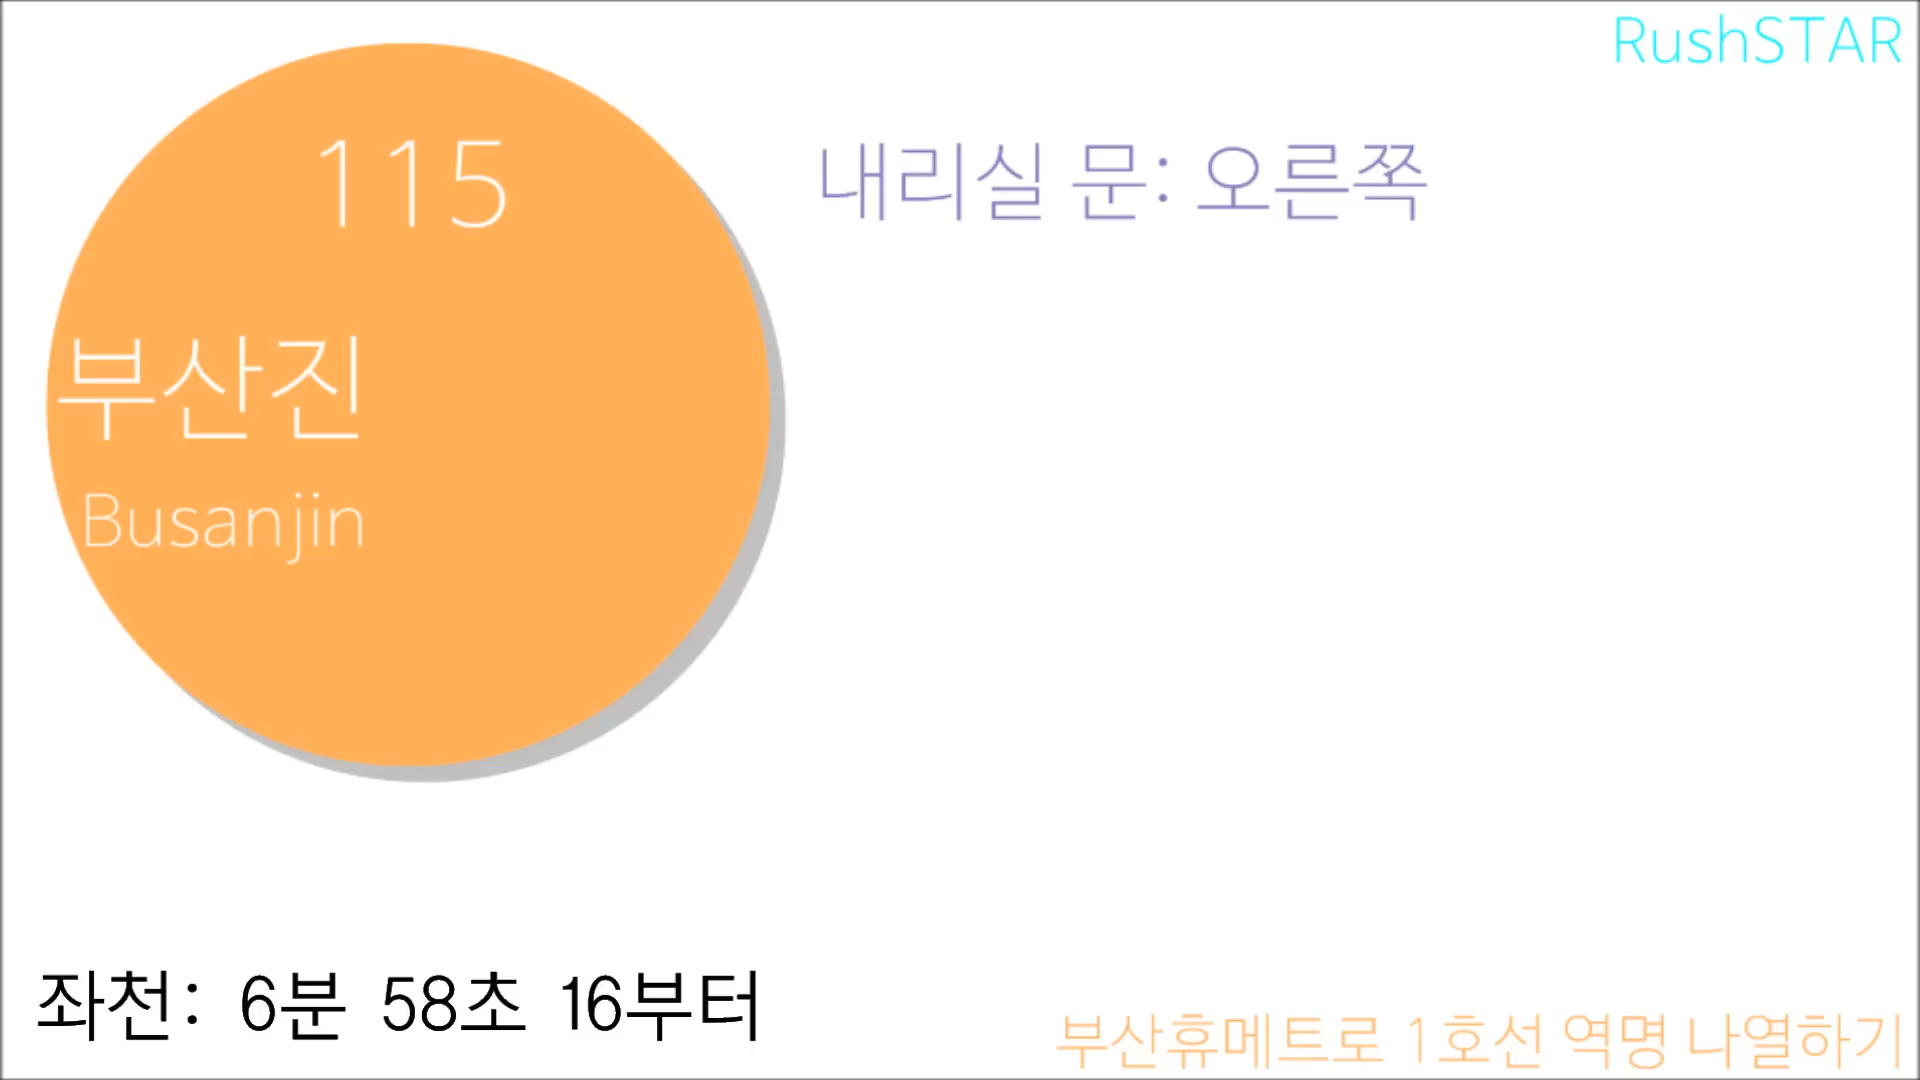 RushSTAR
115
내리실 문: 오른쪽
부산진
Busanjin
좌천: 6분 58초 16부터
부산휴메트로 1호선 역명 나열하기